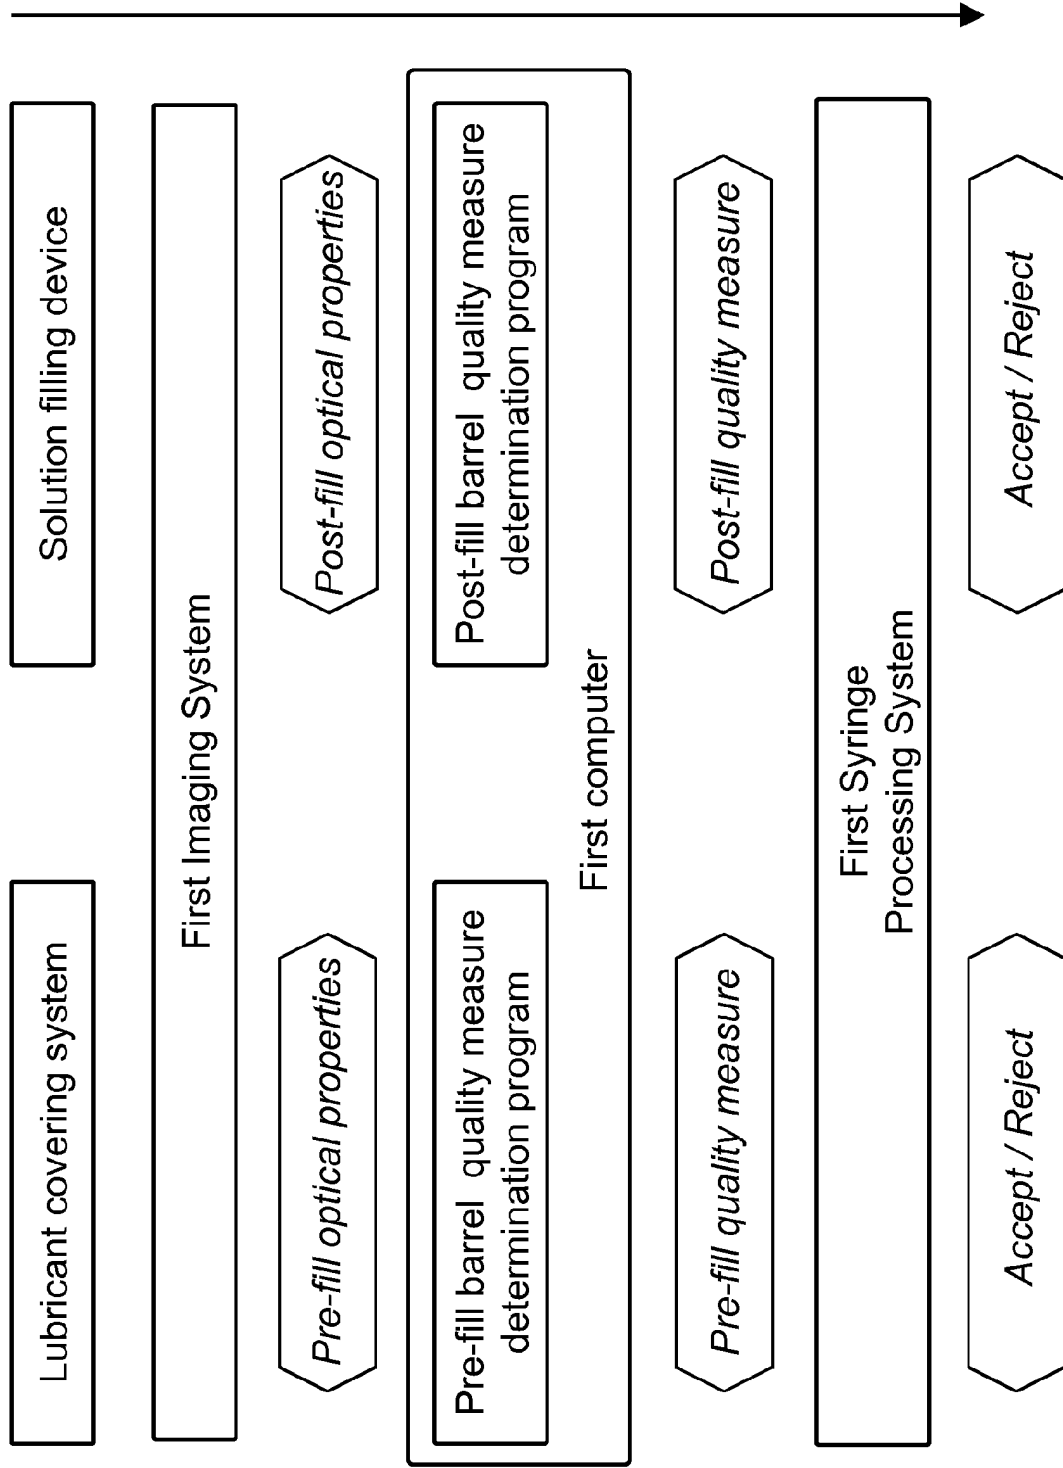 Lubricant covering system
Solution filling device
First Imaging System
Pre-fill optical properties
Post-fill optical properties
Pre-fill barrel quality measure
determination program
Post-fill barrel quality measure
determination program
First computer
Pre-fill quality measure
Post-fill quality measure
First Syringe
Processing System
Accept / Reject
Accept / Reject